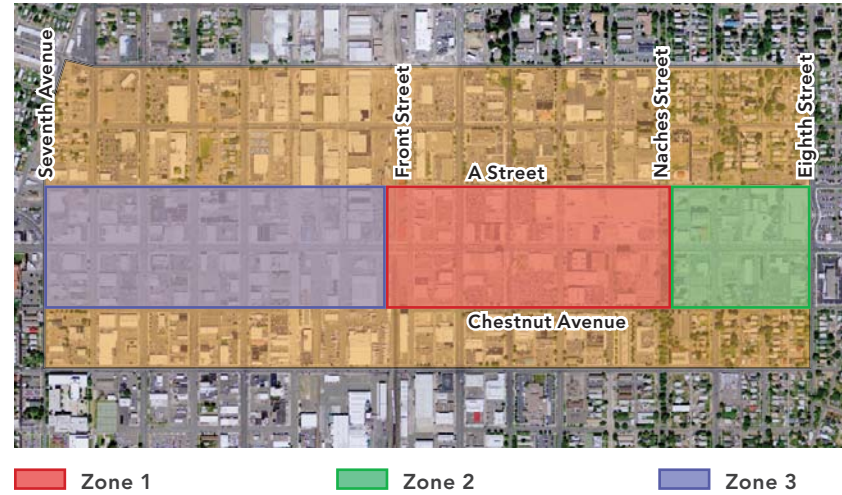 Seventh Avenue
Front Street
Naches Street
Eighth Street
A Street
Chestnut Avenue
Zone 1
Zone 2
Zone 3